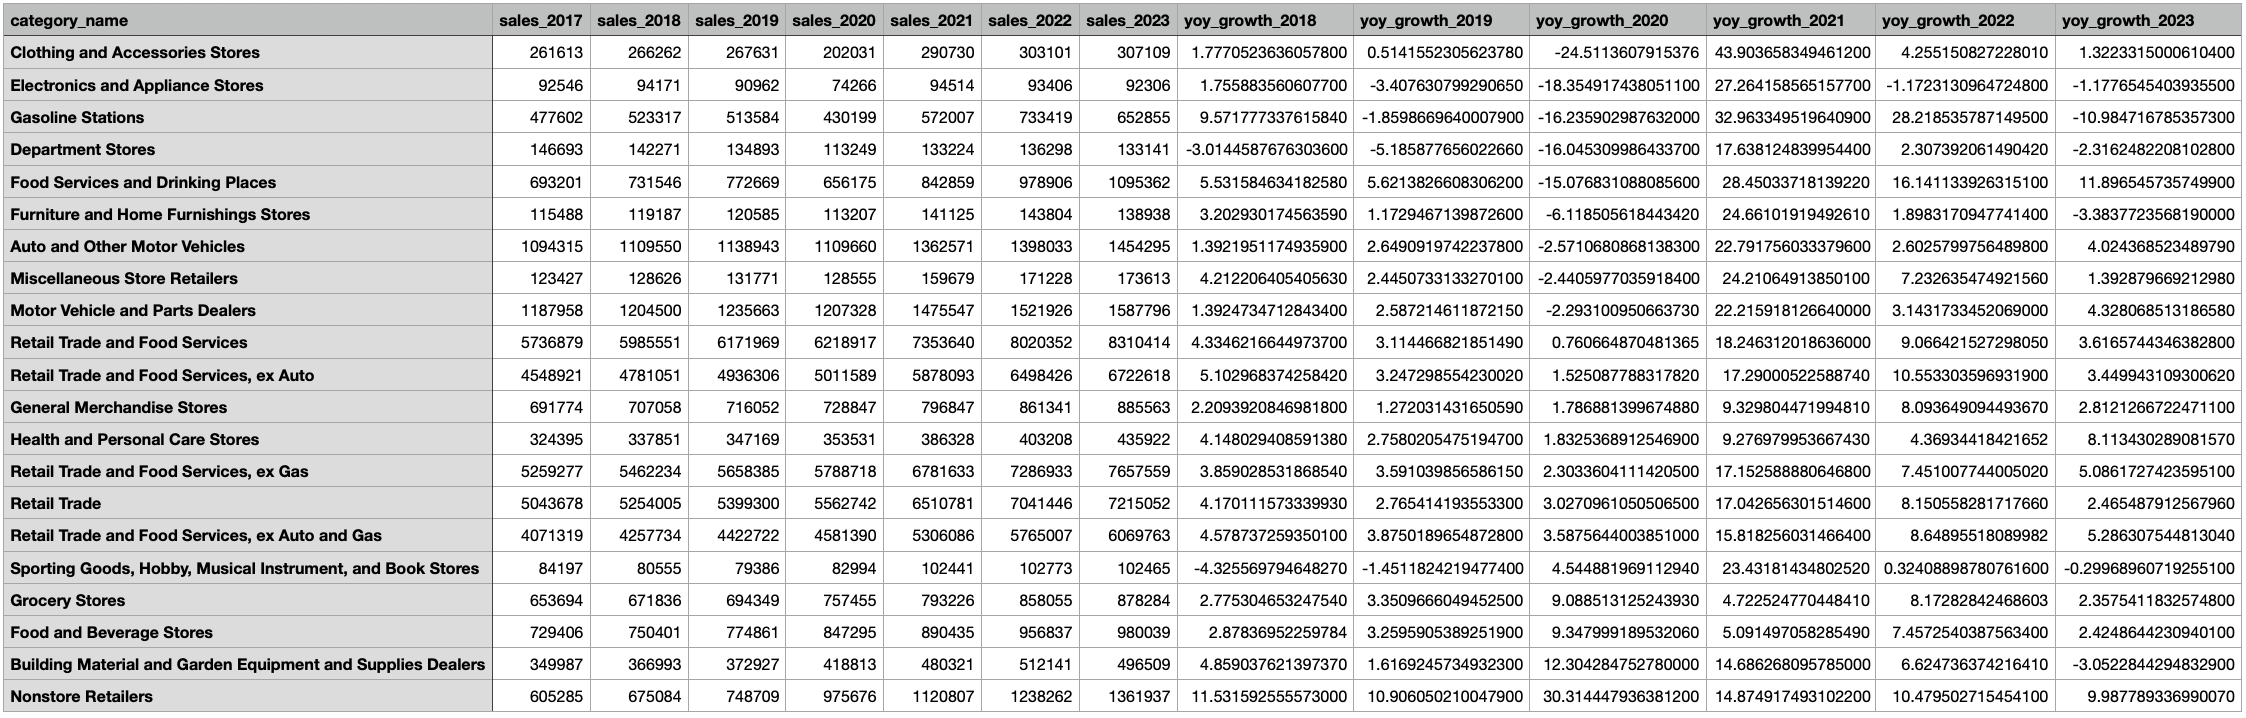 category_name sales_2017 sales_2018 sales_2019 sales_2020 sales_2021 sales_2022 sales_2023 yoy_growth_2018 yoy_growth_2019 yoy_growth_2020 yoy_growth_2021 yoy_growth_2022 yoy_growth_2023
Clothing and Accessories Stores 261613 266262 267631 202031 290730 303101 307109 1.7770523636057800 0.5141552305623780 -24.5113607915376 43.903658349461200 4.255150827228010 1.3223315000610400
Electronics and Appliance Stores 92546 94171 90962 74266 94514 93406 92306 1.755883560607700 -3.407630799290650 -18.354917438051100 27.264158565157700 -1.1723130964724800 -1.1776545403935500
Gasoline Stations 477602 523317 513584 430199 572007 733419 652855 9.571777337615840 -1.8598669640007900 -16.235902987632000 32.963349519640900 28.218535787149500 -10.984716785357300
Department Stores 146693 142271 134893 113249 133224 136298 133141 -3.0144587676303600 -5.185877656022660 -16.045309986433700 17.638124839954400 2.307392061490420 -2.3162482208102800
Food Services and Drinking Places 693201 731546 772669 656175 842859 978906 1095362 5.531584634182580 5.6213826608306200 -15.076831088085600 28.45033718139220 16.141133926315100 11.896545735749900
Furniture and Home Furnishings Stores 115488 119187 120585 113207 141125 143804 138938 3.202930174563590 1.1729467139872600 -6.118505618443420 24.66101919492610 1.8983170947741400 -3.3837723568190000
Auto and Other Motor Vehicles 1094315 1109550 1138943 1109660 1362571 1398033 1454295 1.3921951174935900 2.6490919742237800 -2.5710680868138300 22.791756033379600 2.6025799756489800 4.024368523489790
Miscellaneous Store Retailers 123427 128626 131771 128555 159679 171228 173613 4.212206405405630 2.4450733133270100 -2.4405977035918400 24.21064913850100 7.232635474921560 1.392879669212980
Motor Vehicle and Parts Dealers 1187958 1204500 1235663 1207328 1475547 1521926 1587796 1.3924734712843400 2.587214611872150 -2.293100950663730 22.215918126640000 3.1431733452069000 4.328068513186580
Retail Trade and Food Services 5736879 5985551 6171969 6218917 7353640 8020352 8310414 4.3346216644973700 3.114466821851490 0.760664870481365 18.246312018636000 9.066421527298050 3.6165744346382800
Retail Trade and Food Services, ex Auto 4548921 4781051 4936306 5011589 5878093 6498426 6722618 5.102968374258420 3.247298554230020 1.525087788317820 17.29000522588740 10.553303596931900 3.449943109300620
General Merchandise Stores 691774 707058 716052 728847 796847 861341 885563 2.2093920846981800 1.272031431650590 1.786881399674880 9.329804471994810 8.093649094493670 2.8121266722471100
Health and Personal Care Stores 324395 337851 347169 353531 386328 403208 435922 4.148029408591380 2.7580205475194700 1.8325368912546900 9.276979953667430 4.36934418421652 8.113430289081570
Retail Trade and Food Services, ex Gas 5259277 5462234 5658385 5788718 6781633 7286933 7657559 3.859028531868540 3.591039856586150 2.3033604111420500 17.152588880646800 7.451007744005020 5.0861727423595100
Retail Trade 5043678 5254005 5399300 5562742 6510781 7041446 7215052 4.170111573339930 2.765414193553300 3.0270961050506500 17.042656301514600 8.150558281717660 2.465487912567960
Retail Trade and Food Services, ex Auto and Gas 4071319 4257734 4422722 4581390 5306086 5765007 6069763 4.578737259350100 3.8750189654872800 3.5875644003851000 15.818256031466400 8.64895518089982 5.286307544813040
Sporting Goods, Hobby, Musical Instrument, and Book Stores 84197 80555 79386 82994 102441 102773 102465 -4.325569794648270 -1.4511824219477400 4.544881969112940 23.43181434802520 0.32408898780761600 -0.29968960719255100
Grocery Stores 653694 671836 694349 757455 793226 858055 878284 2.775304653247540 3.3509666049452500 9.088513125243930 4.722524770448410 8.17282842468603 2.3575411832574800
Food and Beverage Stores 729406 750401 774861 847295 890435 956837 980039 2.87836952259784 3.2595905389251900 9.347999189532060 5.091497058285490 7.4572540387563400 2.4248644230940100
Building Material and Garden Equipment and Supplies Dealers 349987 366993 372927 418813 480321 512141 496509 4.859037621397370 1.6169245734932300 12.304284752780000 14.686268095785000 6.624736374216410 -3.0522844294832900
Nonstore Retailers 605285 675084 748709 975676 1120807 1238262 1361937 11.531592555573000 10.906050210047900 30.314447936381200 14.874917493102200 10.479502715454100 9.987789336990070